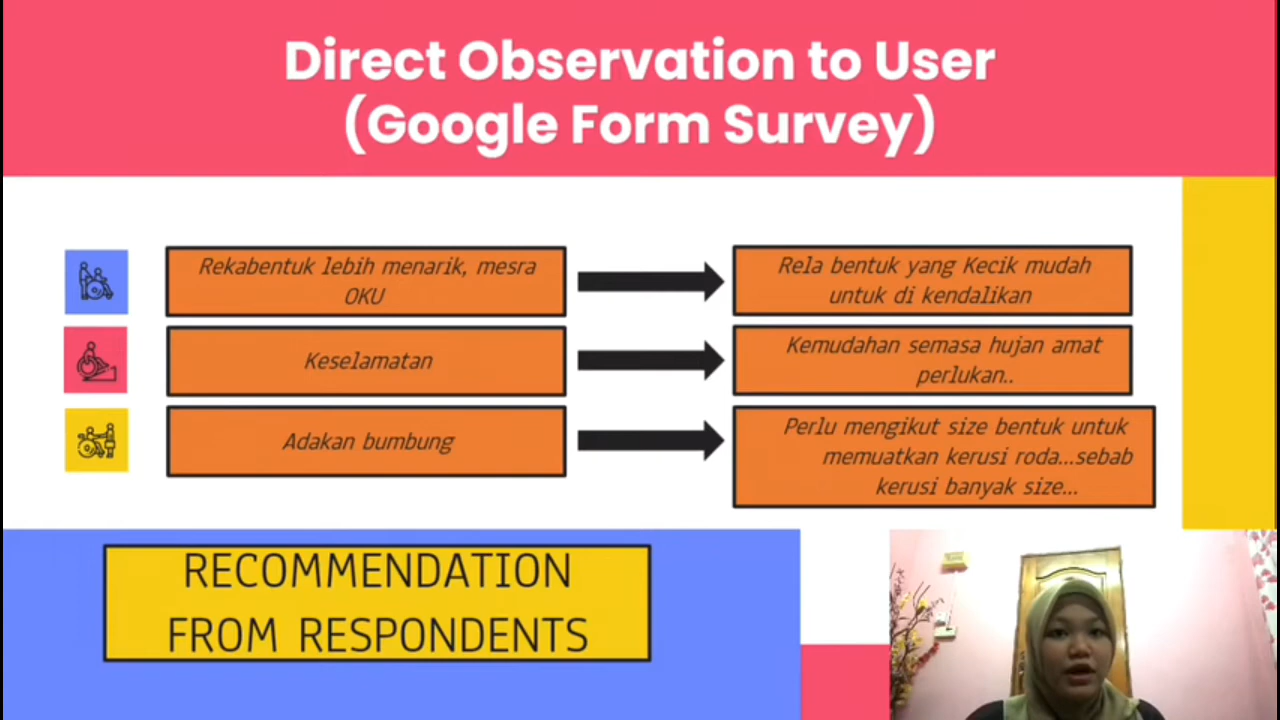 Direct Observation to User
(Google Form Survey)
Rekabentuk lebih menarik, mesra
OKU
Rela bentuk yang Kecik mudah
untuk di kendalikan
Keselamatan
Kemudahan semasa hujan amat
perlukan..
Adakan bumbung
Perlu mengikut size bentuk untuk
memuatkan kerusi roda...sebab
kerusi banyak size...
RECOMMENDATION
FROM RESPONDENTS